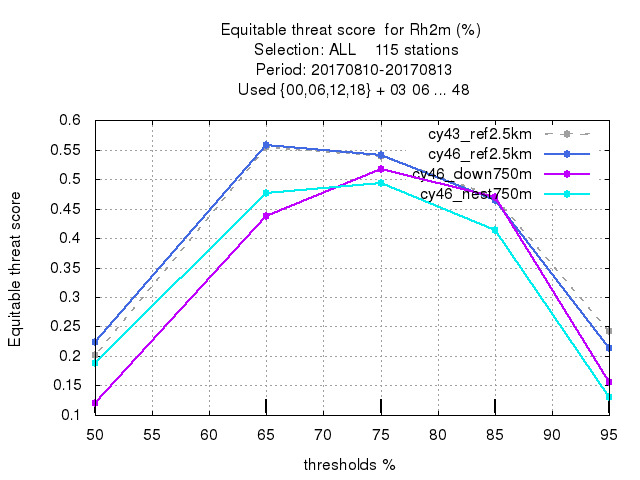 Equitable threat score  for Rh2m (%)
Selection: ALL    115 stations
Period: 20170810-20170813
Used {00,06,12,18} + 03 06 ... 48
0.6
0.55
0.5
0.45
0.4
0.35
0.3
0.25
0.2
0.15
0.1
Equitable threat score
cy43_ref2.5km
cy46_ref2.5km
cy46_down750m
cy46_nest750m
50 55 60 65 70 75 80 85 90 95
thresholds %